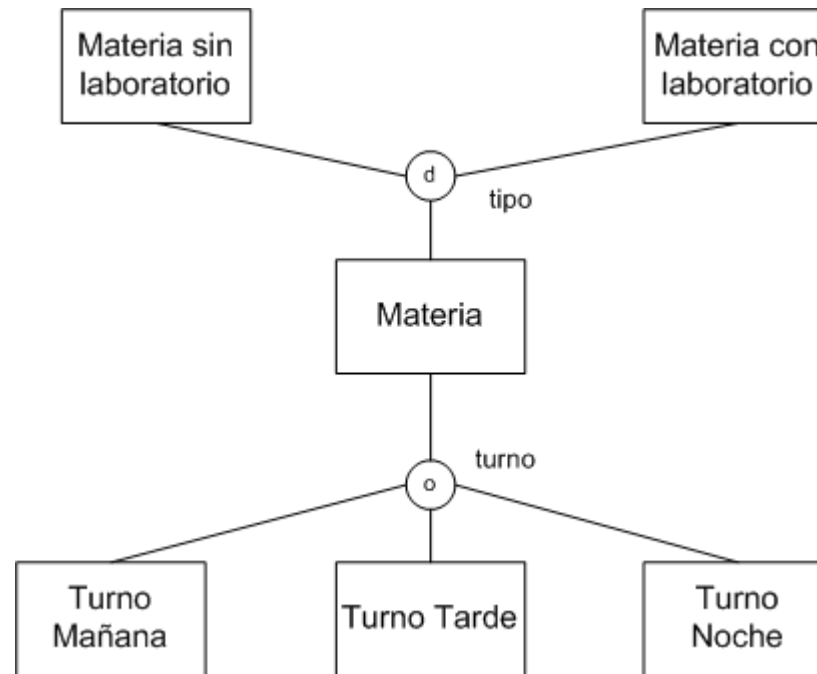 Materia sin
laboratorio
Materia con
laboratorio
d
tipo
Materia
turno
o
Turno
Mañana
Turno Tarde
Turno
Noche